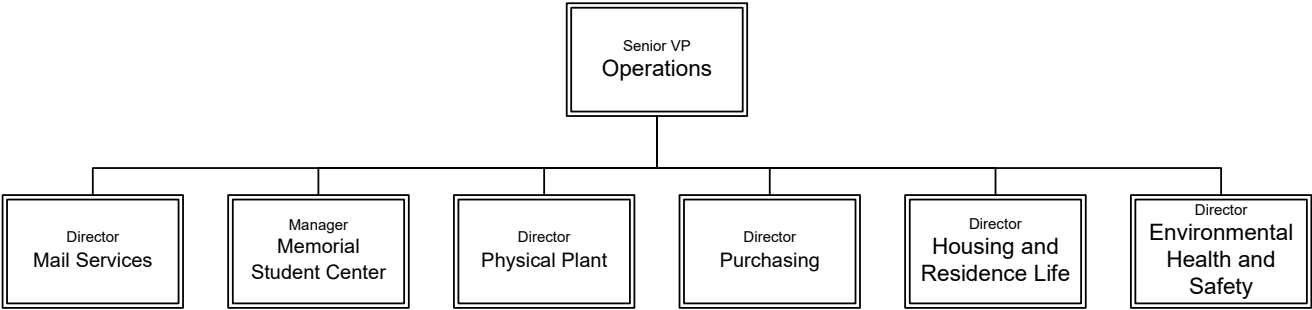 Senior VP
Operations
Director
Mail Services
Manager
Memorial
Student Center
Director
Physical Plant
Director
Purchasing
Director
Housing and
Residence Life
Director
Environmental
Health and
Safety